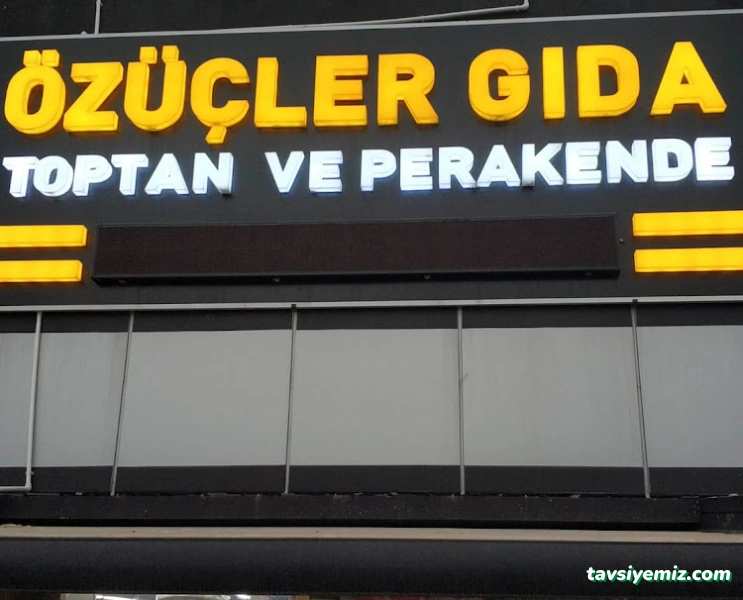 ÖZÜÇLER GIDA
TOPTAN VE PERAKENDE
tavsiyemiz.com